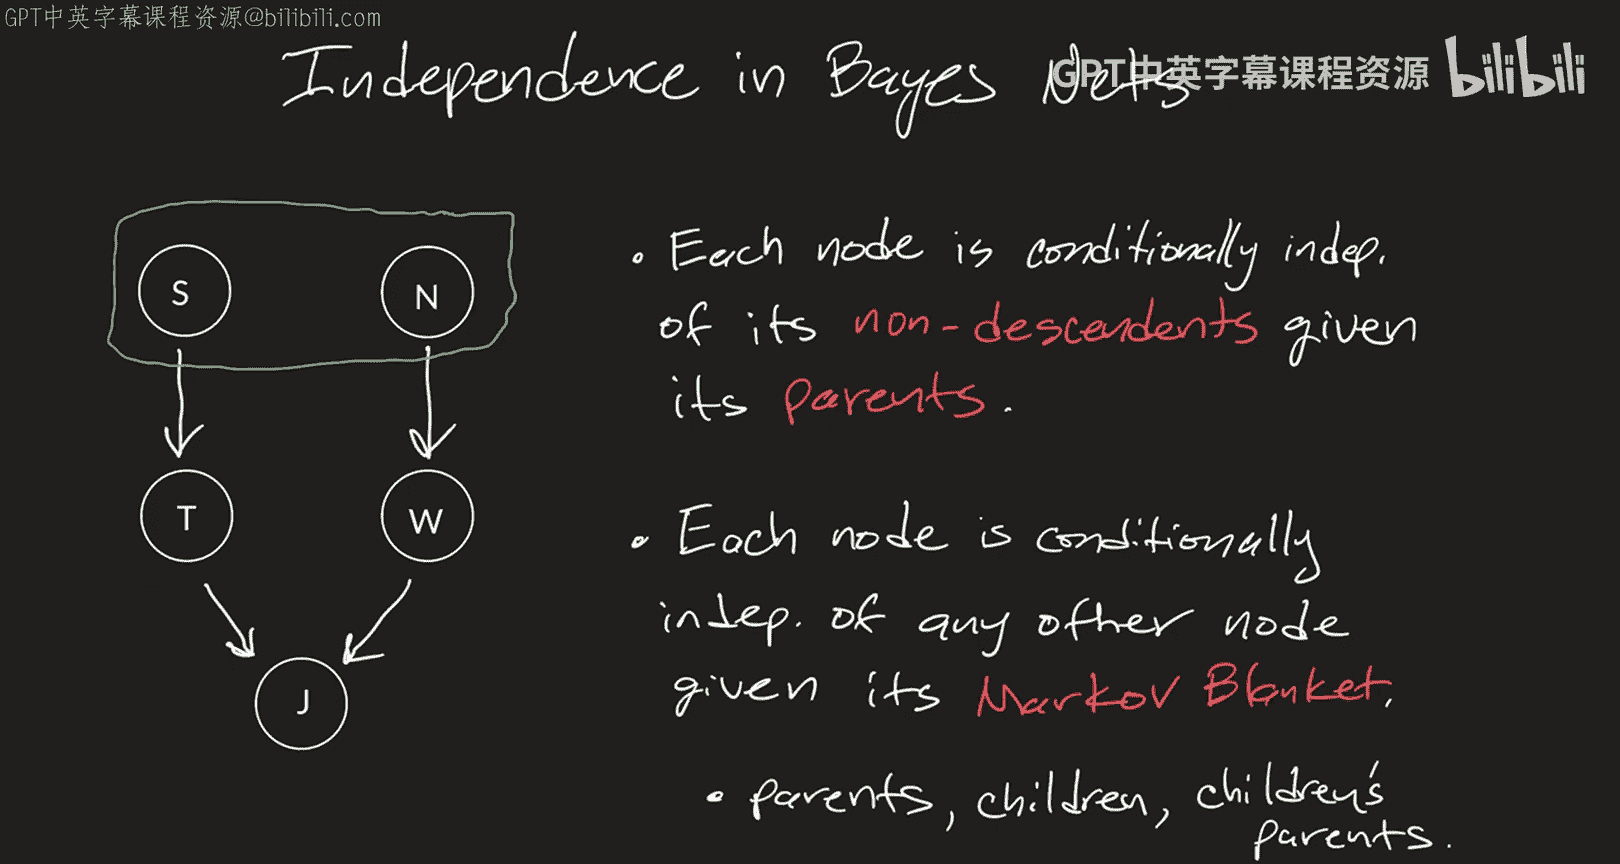 GPT中英字幕课程资源@bilibili.com
Independence in Bayes Nets
GPT中英字幕课程资源 bilibili
S
N
• Each node is conditionally indep.
of its non-descendents given
its parents.
T
W
• Each node is conditionally
indep. of any other node
given its Markov Blanket.
J
• parents, children, children's
parents.